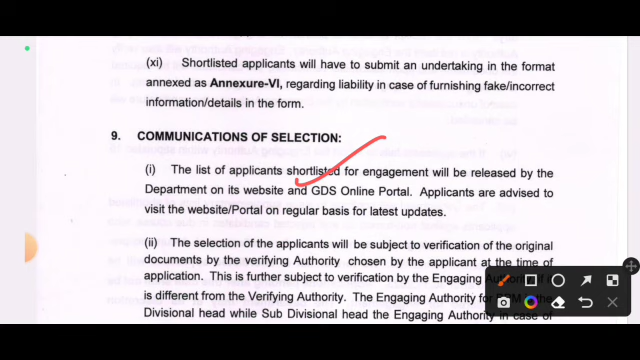 (xi) Shortlisted applicants will have to submit an undertaking in the format
annexed as Annexure-VI, regarding liability in case of furnishing fake/incorrect
information/details in the form.
9. COMMUNICATIONS OF SELECTION:
(i) The list of applicants shortlisted for engagement will be released by the
Department on its website and GDS Online Portal. Applicants are advised to
visit the website/Portal on regular basis for latest updates.
(ii) The selection of the applicants will be subject to verification of the original
documents by the verifying Authority chosen by the applicant at the time of
application. This is further subject to verification by the Engaging
is different from the Verifying Authority. The Engaging Authority for
Divisional head while Sub Divisional head the Engaging Authority in case of